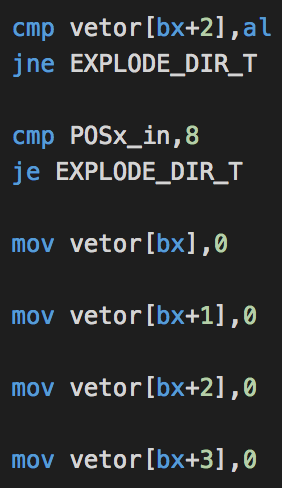 cmp vetor[bx+2],al
jne EXPLODE_DIR_T
cmp POSx_in,8
je EXPLODE_DIR_T
mov vetor[bx],0
mov vetor[bx+1],0
mov vetor[bx+2],0
mov vetor[bx+3],0